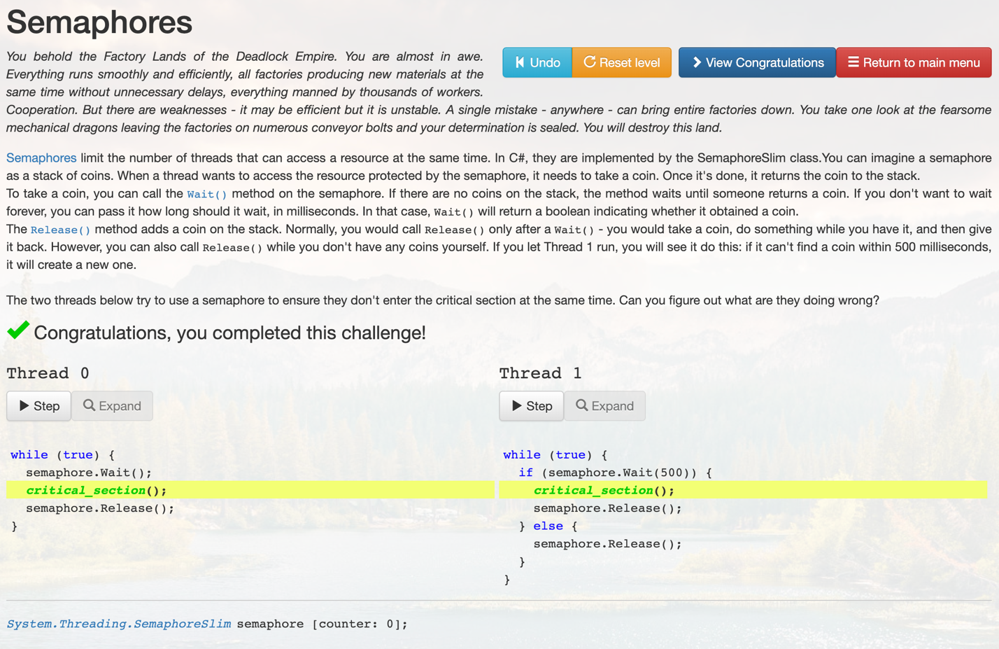 Semaphores
You behold the Factory Lands of the Deadlock Empire. You are almost in awe.
Everything runs smoothly and efficiently, all factories producing new materials at the
same time without unnecessary delays, everything manned by thousands of workers.
Undo Reset level View Congratulations Return to main menu
Cooperation. But there are weaknesses - it may be efficient but it is unstable. A single mistake - anywhere - can bring entire factories down. You take one look at the fearsome
mechanical dragons leaving the factories on numerous conveyor bolts and your determination is sealed. You will destroy this land.
Semaphores limit the number of threads that can access a resource at the same time. In C#, they are implemented by the SemaphoreSlim class.You can imagine a semaphore
as a stack of coins. When a thread wants to access the resource protected by the semaphore, it needs to take a coin. Once it's done, it returns the coin to the stack.
To take a coin, you can call the Wait() method on the semaphore. If there are no coins on the stack, the method waits until someone returns a coin. If you don't want to wait
forever, you can pass it how long should it wait, in milliseconds. In that case, Wait() will return a boolean indicating whether it obtained a coin.
The Release() method adds a coin on the stack. Normally, you would call Release() only after a Wait() - you would take a coin, do something while you have it, and then give
it back. However, you can also call Release() while you don't have any coins yourself. If you let Thread 1 run, you will see it do this: if it can't find a coin within 500 milliseconds,
it will create a new one.
The two threads below try to use a semaphore to ensure they don't enter the critical section at the same time. Can you figure out what are they doing wrong?
Congratulations, you completed this challenge!
Thread 0
Step Expand
while (true) {
  semaphore.Wait();
  critical_section();
  semaphore.Release();
}
Thread 1
Step Expand
while (true) {
  if (semaphore.Wait(500)) {
    critical_section();
    semaphore.Release();
  } else {
    semaphore.Release();
  }
}
System.Threading.SemaphoreSlim semaphore [counter: 0];